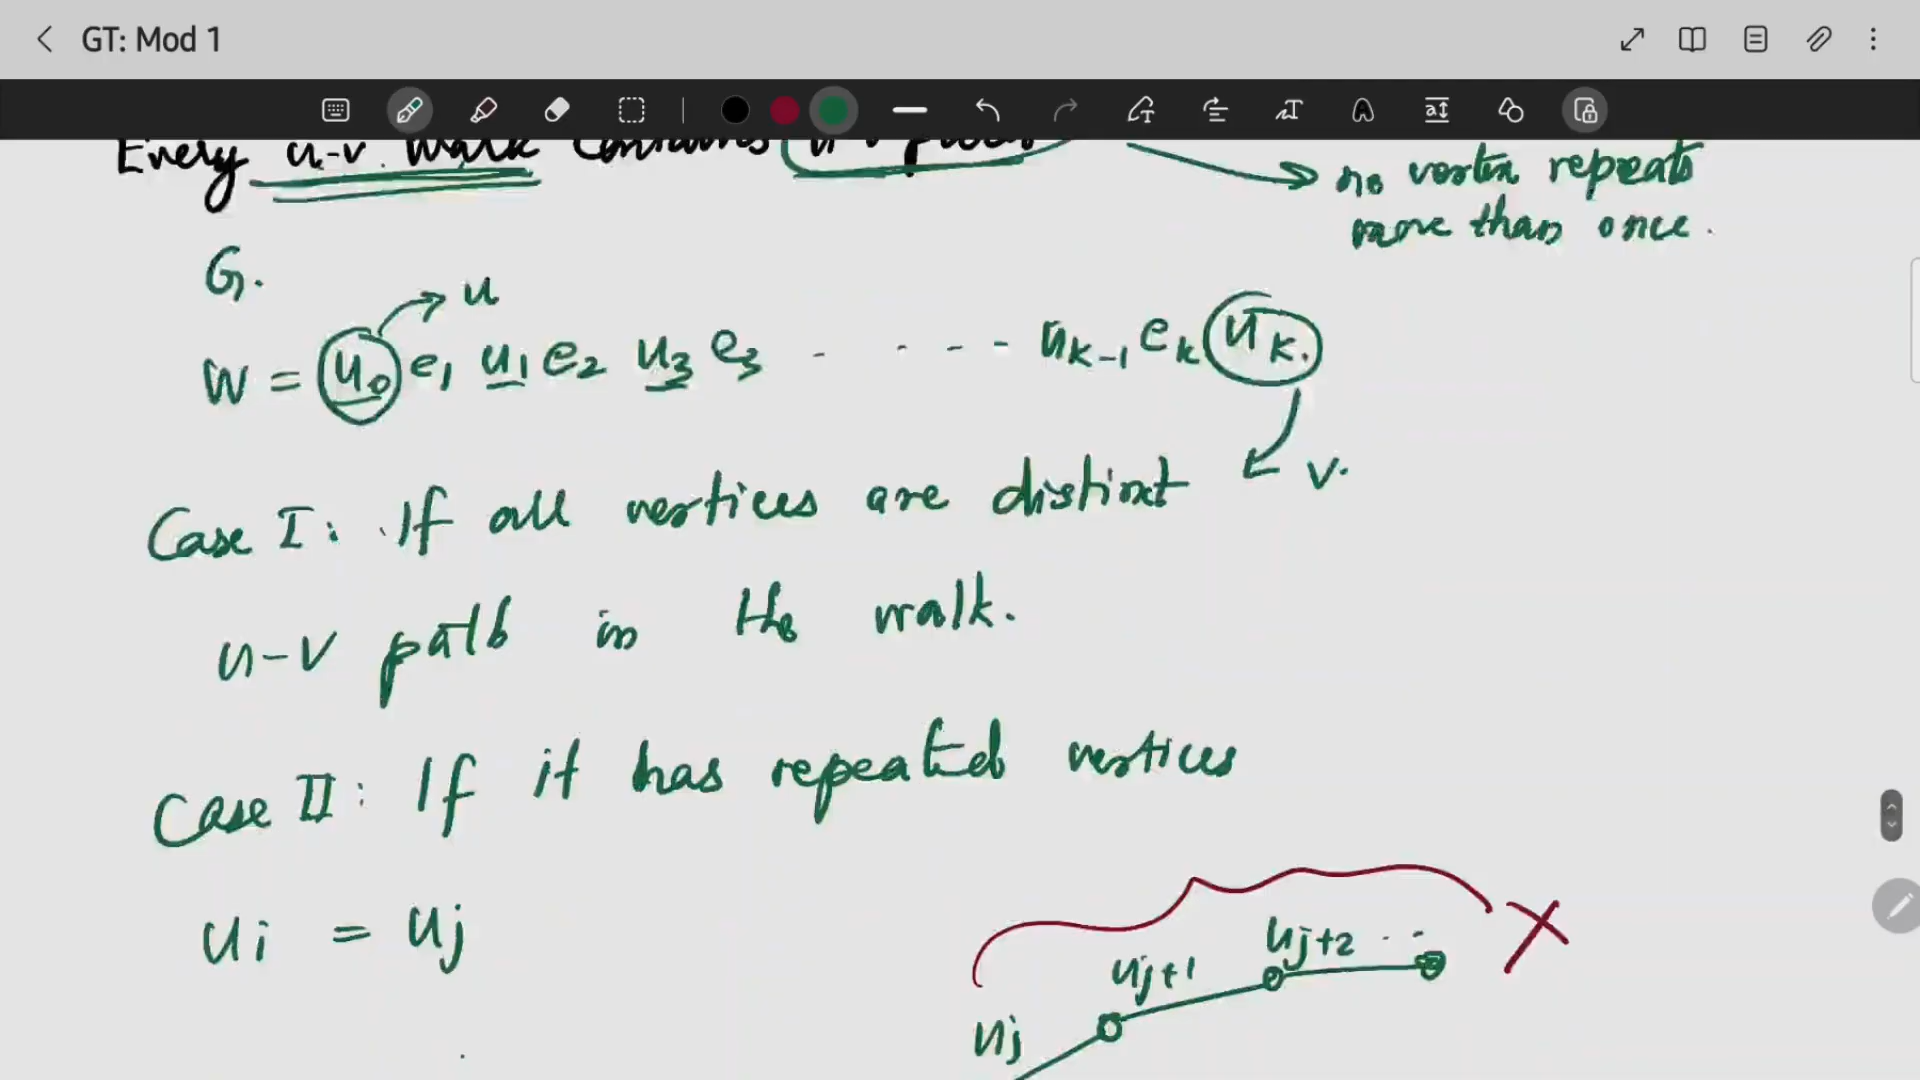 GT: Mod 1
Every u-v walk contains u-v path
no vertex repeats
more than once.
G.
u
W = u0 e1 u1 e2 u3 e3 - - - - - uk-1 ek uk.
v.
Case I: If all vertices are distinct
u-v path in the walk.
Case II: If it has repeated vertices
ui = uj
uj+2 ...
uj+1
uj